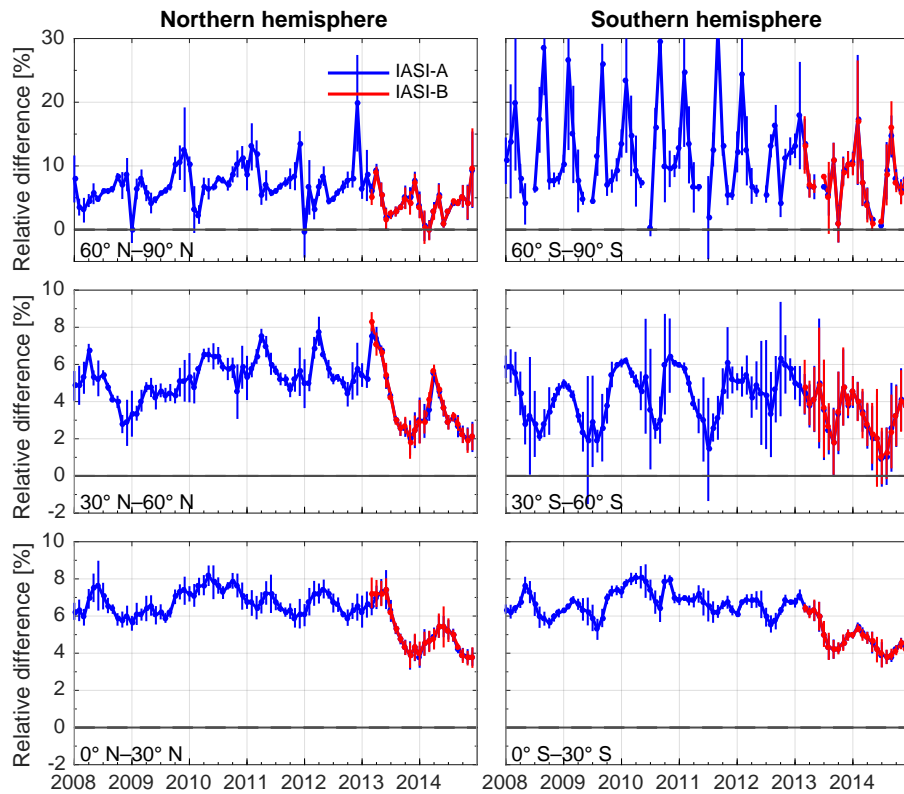 Northern hemisphere
Southern hemisphere
Relative difference [%]
30
20
10
0
IASI-A
IASI-B
60° N–90° N
60° S–90° S
Relative difference [%]
10
8
6
4
2
0
-2
30° N–60° N
30° S–60° S
Relative difference [%]
10
8
6
4
2
0
-2
0° N–30° N
0° S–30° S
2008 2009 2010 2011 2012 2013 2014
2008 2009 2010 2011 2012 2013 2014